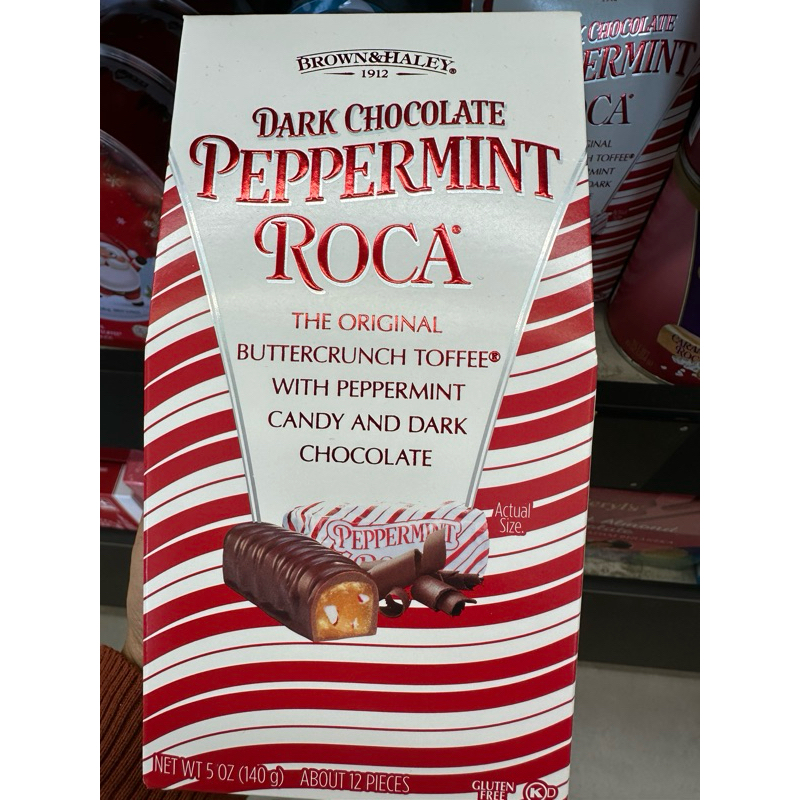 BROWN&HALEY®
1912
DARK CHOCOLATE
PEPPERMINT
ROCA®
THE ORIGINAL
BUTTERCRUNCH TOFFEE®
WITH PEPPERMINT
CANDY AND DARK
CHOCOLATE
Actual
Size.
PEPPERMINT
NET WT 5 OZ (140 g) ABOUT 12 PIECES
GLUTEN
FREE
K D
CHOCOLATE